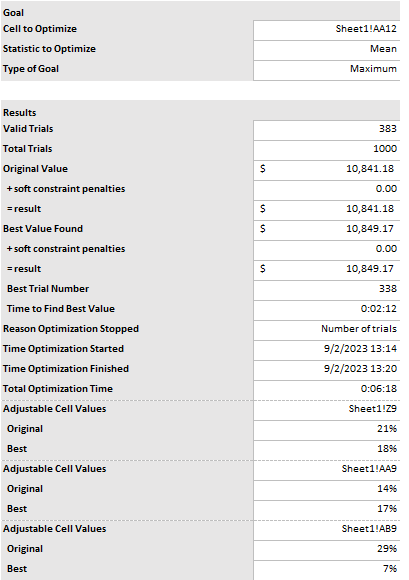 Goal
Cell to Optimize Sheet1!AA12
Statistic to Optimize Mean
Type of Goal Maximum
Results
Valid Trials 383
Total Trials 1000
Original Value $ 10,841.18
+ soft constraint penalties 0.00
= result $ 10,841.18
Best Value Found $ 10,849.17
+ soft constraint penalties 0.00
= result $ 10,849.17
Best Trial Number 338
Time to Find Best Value 0:02:12
Reason Optimization Stopped Number of trials
Time Optimization Started 9/2/2023 13:14
Time Optimization Finished 9/2/2023 13:20
Total Optimization Time 0:06:18
Adjustable Cell Values Sheet1!Z9
Original 21%
Best 18%
Adjustable Cell Values Sheet1!AA9
Original 14%
Best 17%
Adjustable Cell Values Sheet1!AB9
Original 29%
Best 7%